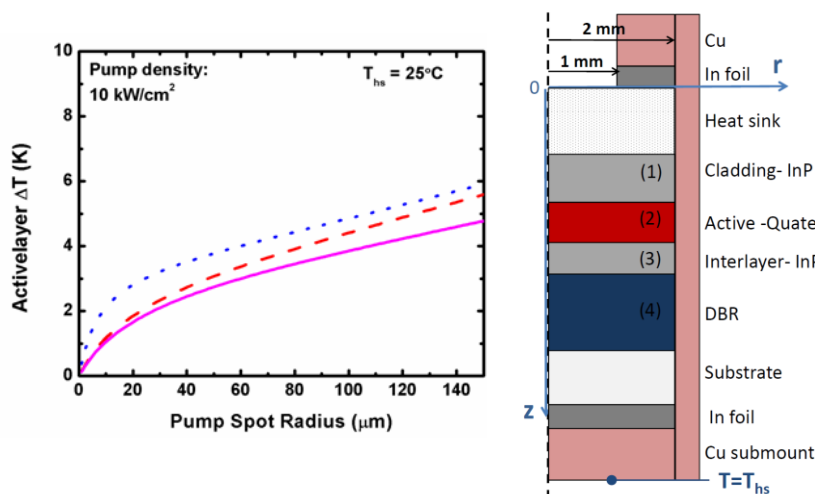 Pump density:
10 kW/cm²
T_hs = 25°C
Activelayer ΔT (K)
10
8
6
4
2
0
0 20 40 60 80 100 120 140
Pump Spot Radius (μm)
2 mm
1 mm
0
r
z
Cu
In foil
Heat sink
(1) Cladding- InP
(2) Active -Quate
(3) Interlayer- InP
(4) DBR
Substrate
In foil
Cu submount
T=T_hs